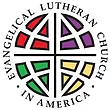 EVANGELICAL LUTHERAN CHURCH
· IN AMERICA ·